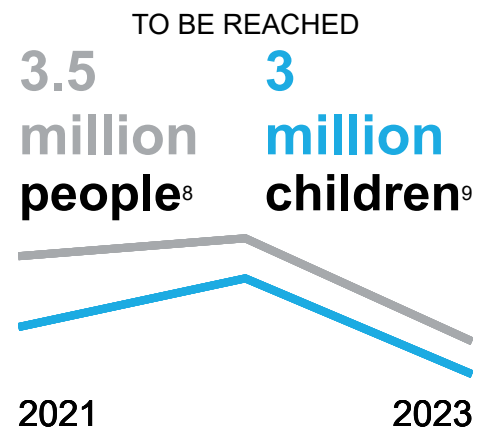 TO BE REACHED
3.5
million
people8
3
million
children9
2021
2023